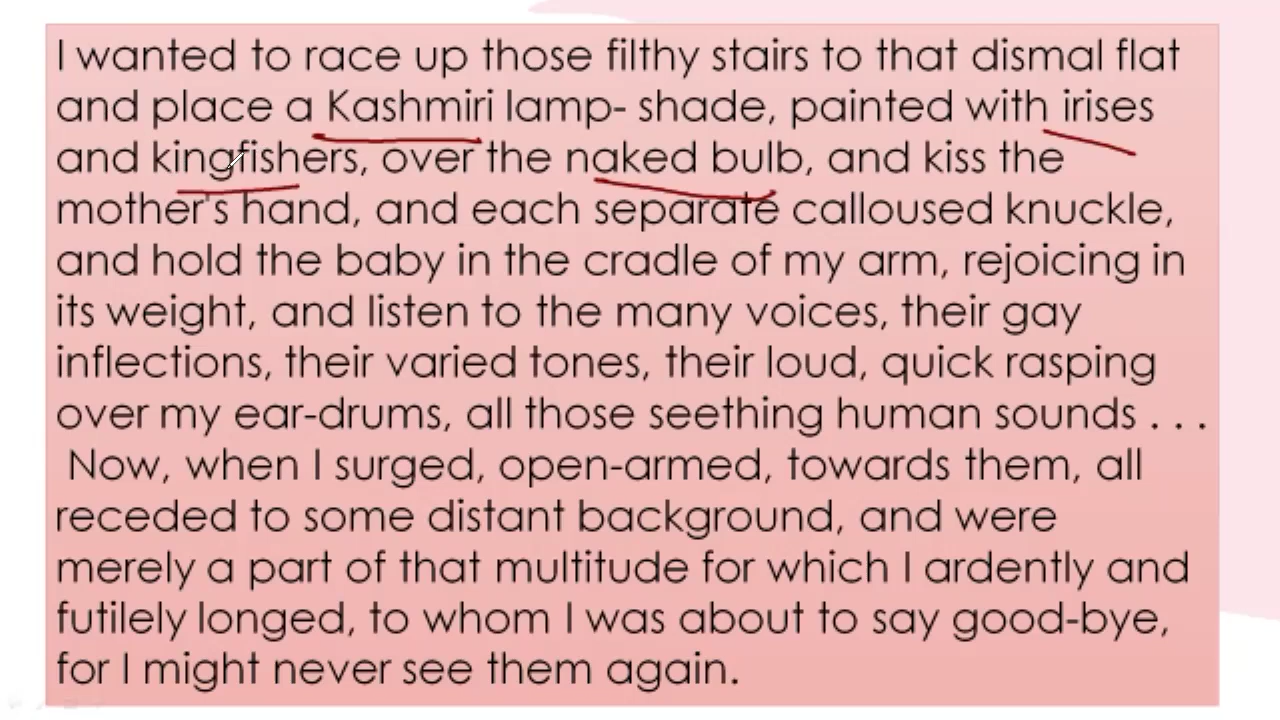 I wanted to race up those filthy stairs to that dismal flat
and place a Kashmiri lamp- shade, painted with irises
and kingfishers, over the naked bulb, and kiss the
mother's hand, and each separate calloused knuckle,
and hold the baby in the cradle of my arm, rejoicing in
its weight, and listen to the many voices, their gay
inflections, their varied tones, their loud, quick rasping
over my ear-drums, all those seething human sounds . . .
Now, when I surged, open-armed, towards them, all
receded to some distant background, and were
merely a part of that multitude for which I ardently and
futilely longed, to whom I was about to say good-bye,
for I might never see them again.